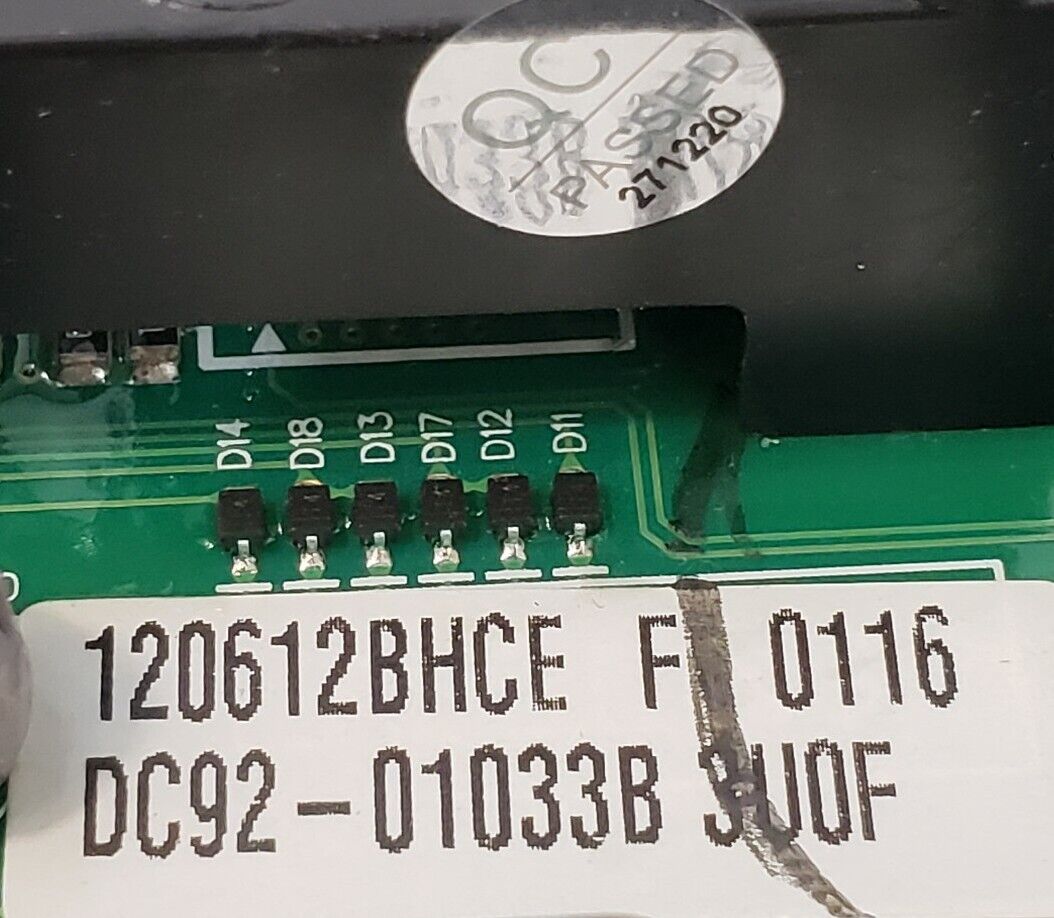 QC
PASSED
271220
D14 D18 D13 D17 D12 D11
120612BHCE F 0116
DC92-01033B 3U0F